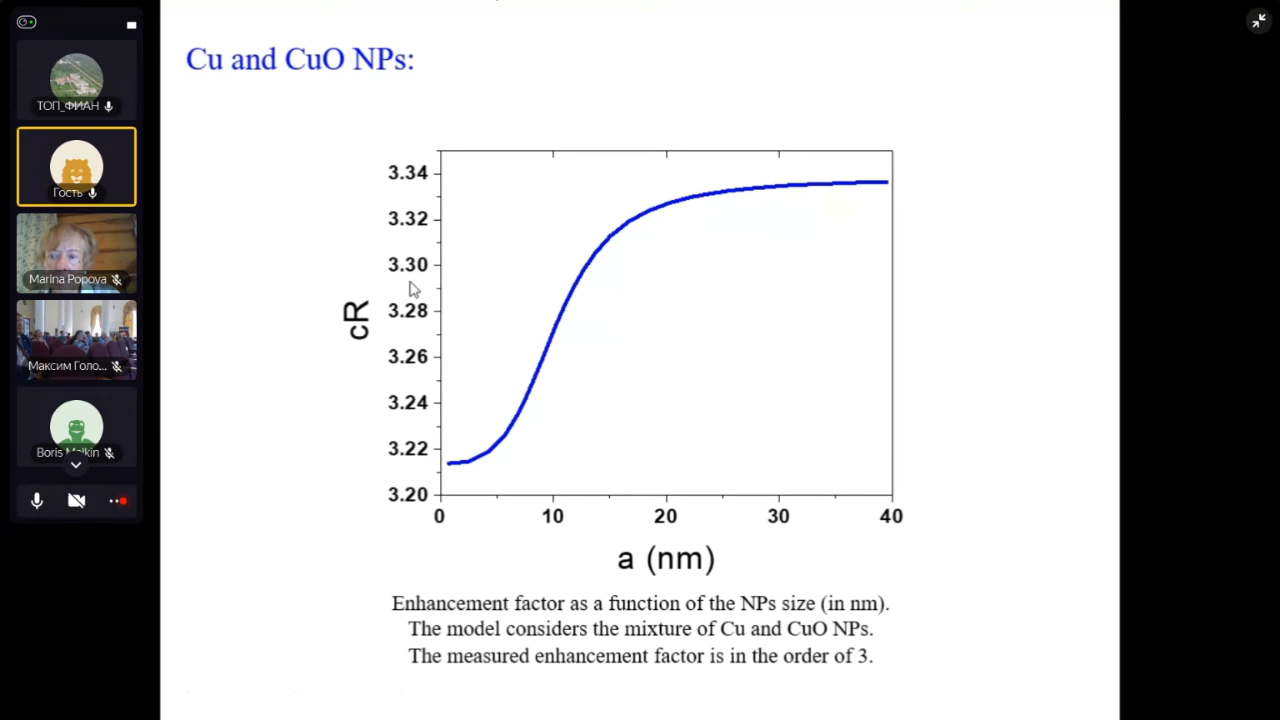 Cu and CuO NPs:
ТОП_ФИАН
Гость
Marina Popova
Максим Голо...
Boris Malkin
3.34
3.32
3.30
3.28
3.26
3.24
3.22
3.20
cR
0 10 20 30 40
a (nm)
Enhancement factor as a function of the NPs size (in nm).
The model considers the mixture of Cu and CuO NPs.
The measured enhancement factor is in the order of 3.